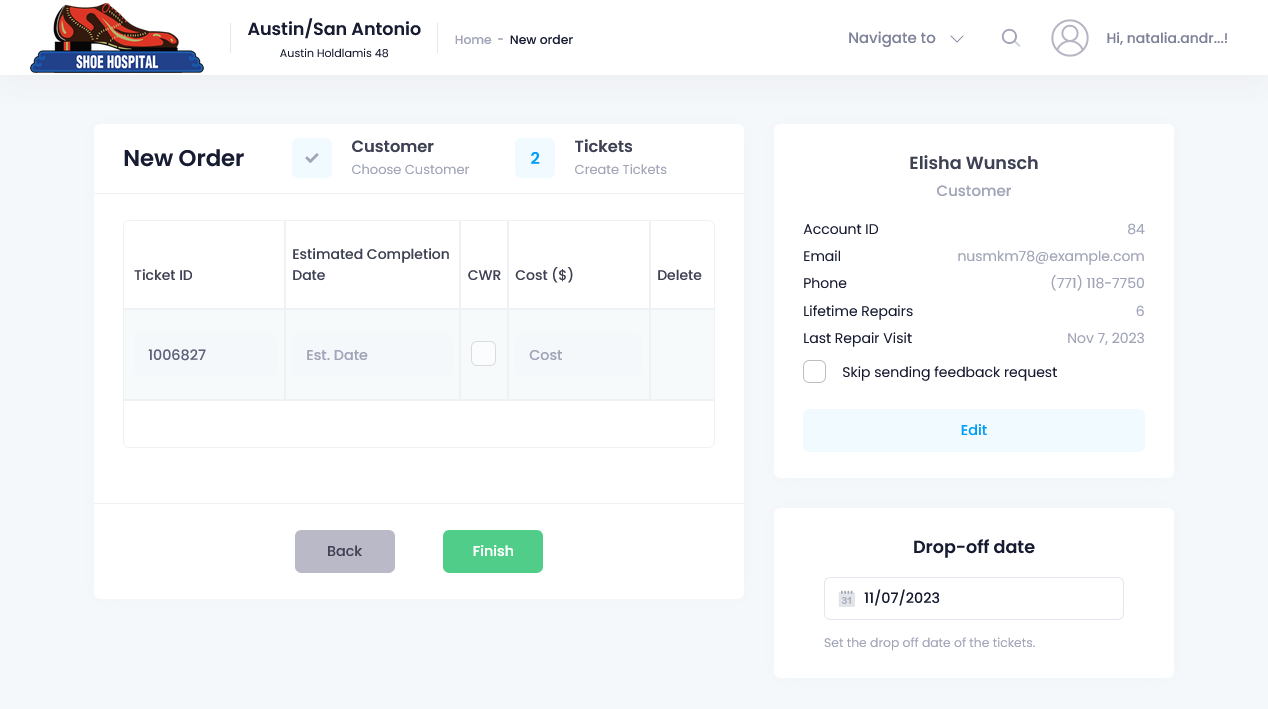 SHOE HOSPITAL
Austin/San Antonio
Austin Holdlamis 48
Home - New order
Navigate to
Hi, natalia.andr...!
New Order
Customer
Choose Customer
2
Tickets
Create Tickets
Ticket ID
Estimated Completion
Date
CWR
Cost ($)
Delete
1006827
Est. Date
Cost
Back
Finish
Elisha Wunsch
Customer
Account ID 84
Email nusmkm78@example.com
Phone (771) 118-7750
Lifetime Repairs 6
Last Repair Visit Nov 7, 2023
Skip sending feedback request
Edit
Drop-off date
31 11/07/2023
Set the drop off date of the tickets.